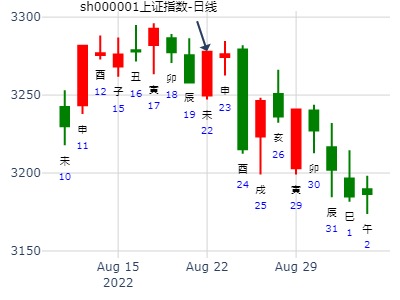 sh000001上证指数-日线
3300
3250
3200
3150
未
10
申
11
酉
12
子
15
丑
16
寅
17
卯
18
辰
19
未
22
申
23
酉
24
戌
25
亥
26
寅
29
卯
30
辰
31
巳
1
午
2
Aug 15
2022
Aug 22
Aug 29